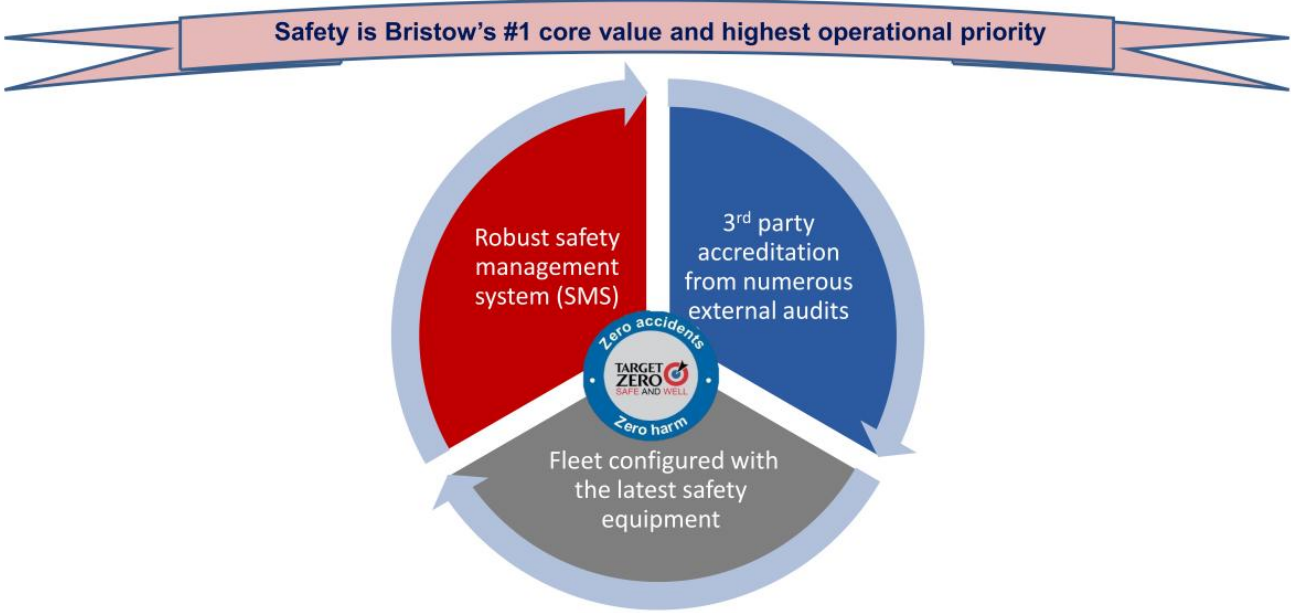 Safety is Bristow's #1 core value and highest operational priority
Robust safety
management
system (SMS)
3rd party
accreditation
from numerous
external audits
Zero accidents
TARGET
ZERO
SAFE AND WELL
Zero harm
Fleet configured with
the latest safety
equipment